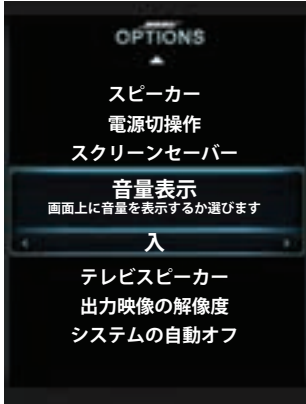 OPTIONS
スピーカー
電源切操作
スクリーンセーバー
音量表示
画面上に音量を表示するか選びます
入
テレビスピーカー
出力映像の解像度
システムの自動オフ